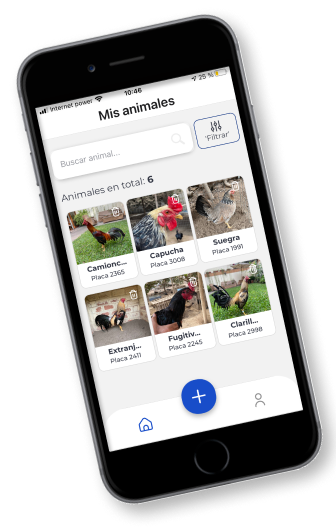 Internet power 10:46 25 %
Mis animales
Buscar animal...
'Filtrar'
Animales en total: 6
Camionc... Capucha Suegra
Placa 2365 Placa 3008 Placa 1991
Extranj... Fugitiv... Clarill...
Placa 2411 Placa 2245 Placa 2998